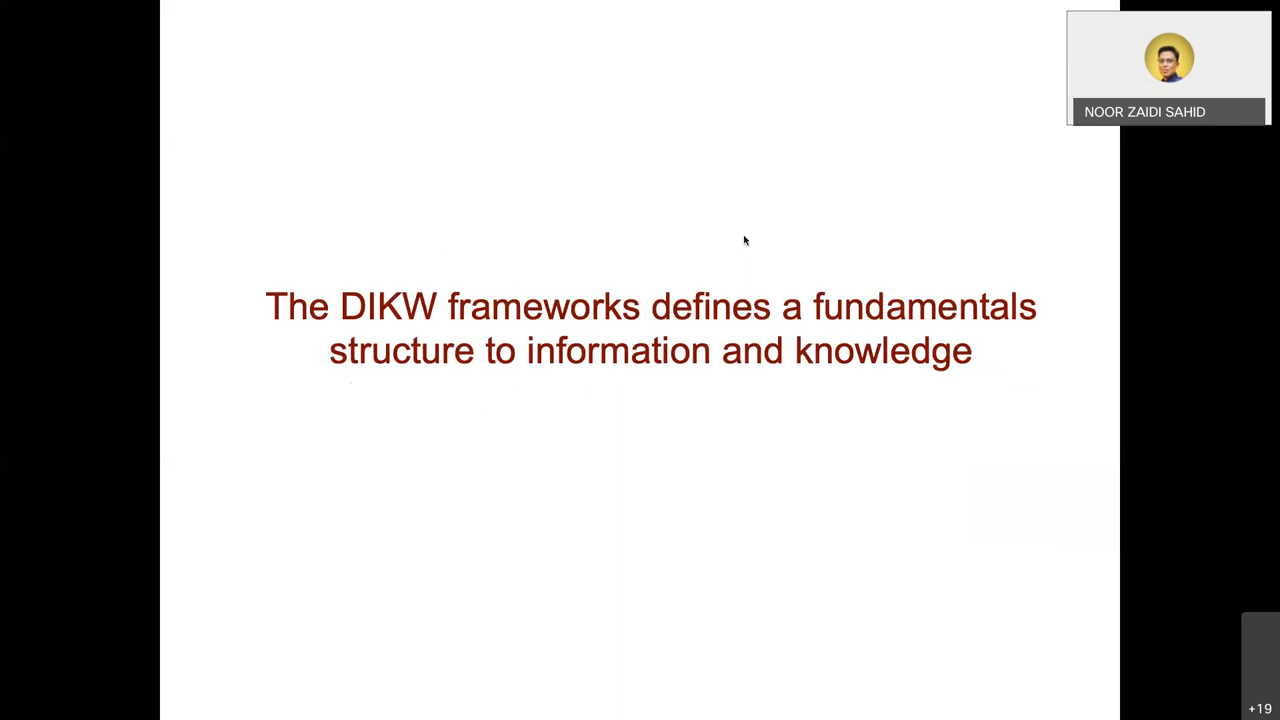 NOOR ZAIDI SAHID
The DIKW frameworks defines a fundamentals
structure to information and knowledge
+19